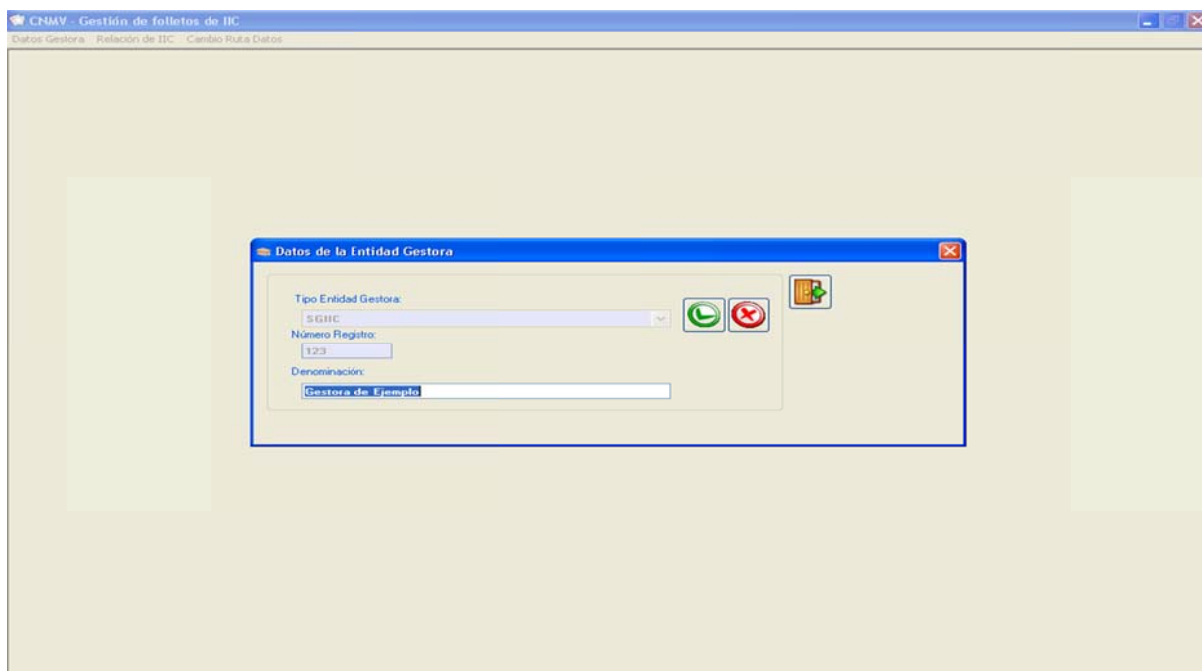 CNMV - Gestión de folletos de IIC
Datos Gestora Relación de IIC Cambio Ruta Datos
Datos de la Entidad Gestora
Tipo Entidad Gestora:
SGIIC
Número Registro:
123
Denominación:
Gestora de Ejemplo